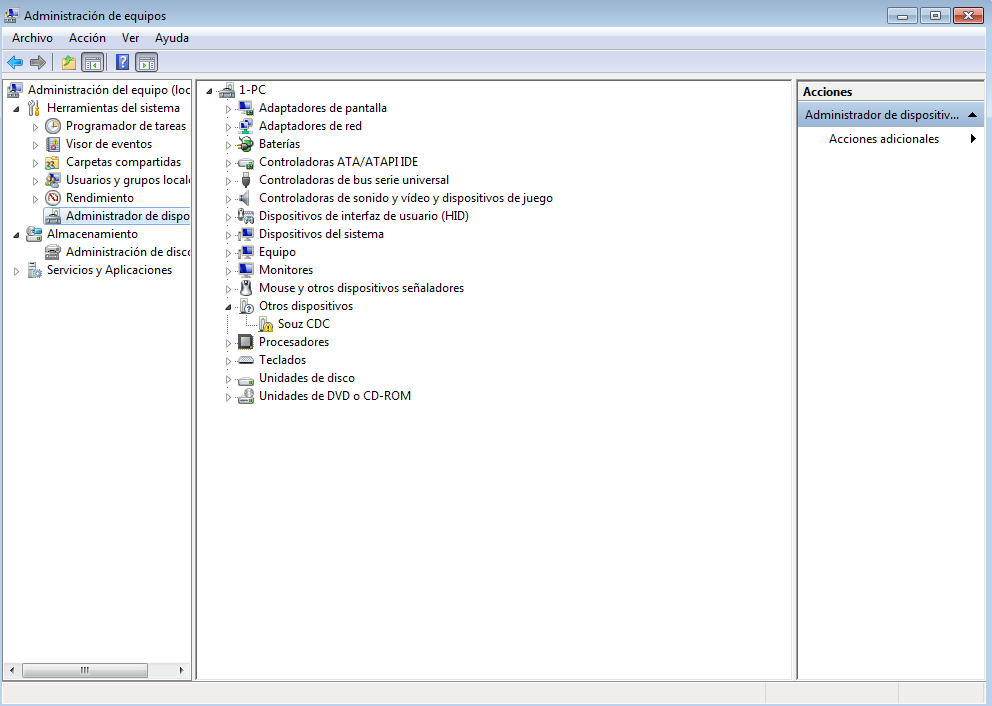 Administración de equipos
Archivo Acción Ver Ayuda
Administración del equipo (loc
Herramientas del sistema
Programador de tareas
Visor de eventos
Carpetas compartidas
Usuarios y grupos locale
Rendimiento
Administrador de dispo
Almacenamiento
Administración de disco
Servicios y Aplicaciones
1-PC
Adaptadores de pantalla
Adaptadores de red
Baterías
Controladoras ATA/ATAPI IDE
Controladoras de bus serie universal
Controladoras de sonido y vídeo y dispositivos de juego
Dispositivos de interfaz de usuario (HID)
Dispositivos del sistema
Equipo
Monitores
Mouse y otros dispositivos señaladores
Otros dispositivos
Souz CDC
Procesadores
Teclados
Unidades de disco
Unidades de DVD o CD-ROM
Acciones
Administrador de dispositiv...
Acciones adicionales